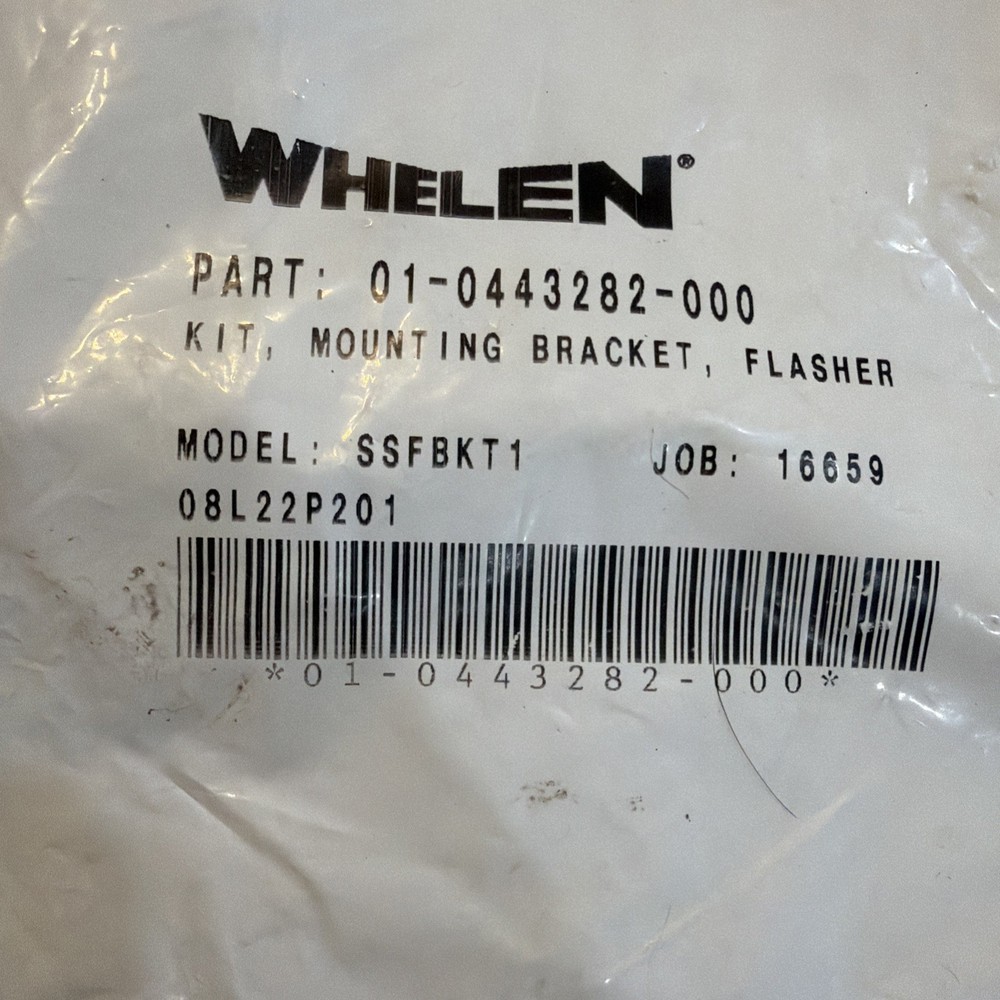 WHELEN®
PART: 01-0443282-000
KIT, MOUNTING BRACKET, FLASHER
MODEL: SSFBKT1 JOB: 16659
08L22P201
*01-0443282-000*